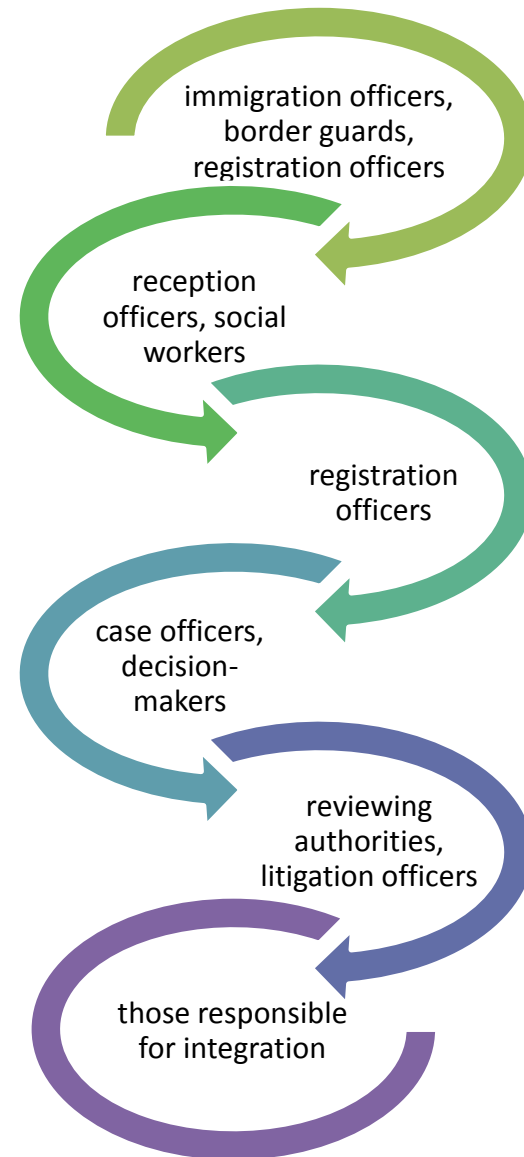 immigration officers,
border guards,
registration officers
reception
officers, social
workers
registration
officers
case officers,
decision-
makers
reviewing
authorities,
litigation officers
those responsible
for integration